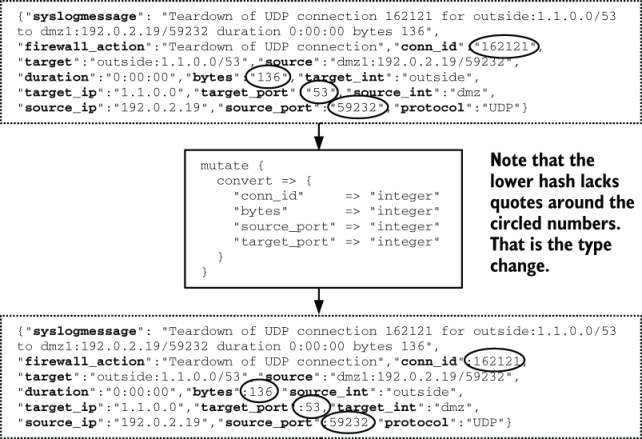 {"syslogmessage": "Teardown of UDP connection 162121 for outside:1.1.0.0/53
to dmz1:192.0.2.19/59232 duration 0:00:00 bytes 136",
"firewall_action":"Teardown of UDP connection","conn_id":"162121",
"target":"outside:1.1.0.0/53","source":"dmz1:192.0.2.19/59232",
"duration":"0:00:00","bytes":"136","target_int":"outside",
"target_ip":"1.1.0.0","target_port":"53","source_int":"dmz",
"source_ip":"192.0.2.19","source_port":"59232","protocol":"UDP"}
mutate {
convert => {
"conn_id" => "integer"
"bytes" => "integer"
"source_port" => "integer"
"target_port" => "integer"
}
}
Note that the
lower hash lacks
quotes around the
circled numbers.
That is the type
change.
{"syslogmessage": "Teardown of UDP connection 162121 for outside:1.1.0.0/53
to dmz1:192.0.2.19/59232 duration 0:00:00 bytes 136",
"firewall_action":"Teardown of UDP connection","conn_id":162121,
"target":"outside:1.1.0.0/53","source":"dmz1:192.0.2.19/59232",
"duration":"0:00:00","bytes":136,"source_int":"outside",
"target_ip":"1.1.0.0","target_port":53,"target_int":"dmz",
"source_ip":"192.0.2.19","source_port":59232,"protocol":"UDP"}